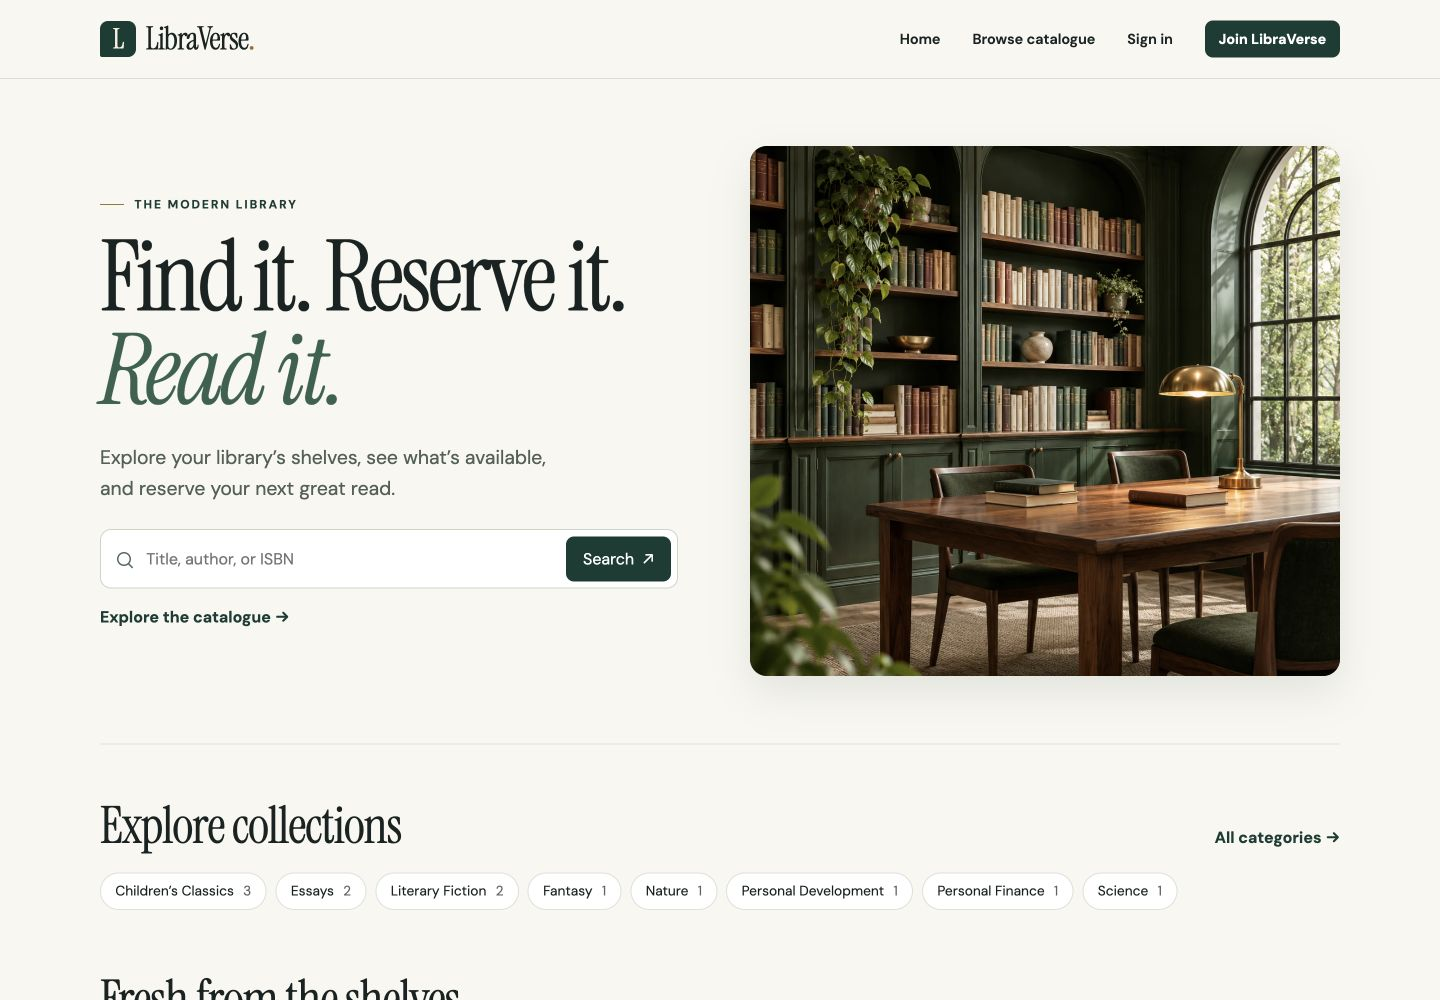 L LibraVerse.
Home Browse catalogue Sign in Join LibraVerse
THE MODERN LIBRARY
Find it. Reserve it.
Read it.
Explore your library’s shelves, see what’s available,
and reserve your next great read.
Title, author, or ISBN Search ↗
Explore the catalogue →
Explore collections
All categories →
Children’s Classics 3 Essays 2 Literary Fiction 2 Fantasy 1 Nature 1 Personal Development 1 Personal Finance 1 Science 1
Fresh from the shelves